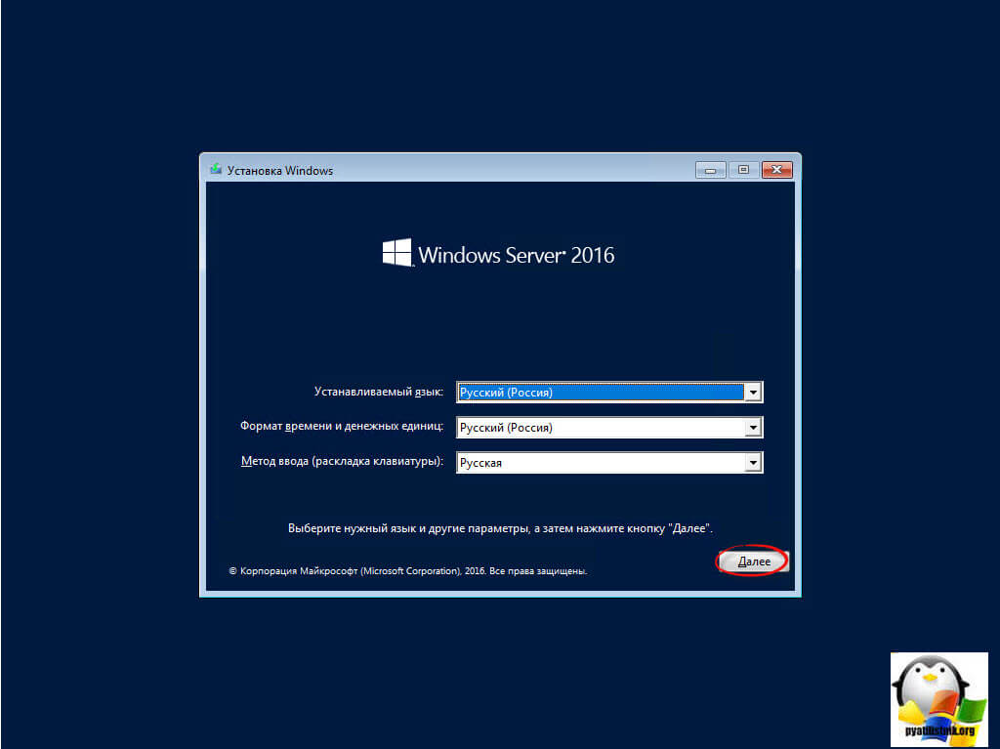 Установка Windows
Windows Server 2016
Устанавливаемый язык: Русский (Россия)
Формат времени и денежных единиц: Русский (Россия)
Метод ввода (раскладка клавиатуры): Русская
Выберите нужный язык и другие параметры, а затем нажмите кнопку "Далее".
Далее
© Корпорация Майкрософт (Microsoft Corporation), 2016. Все права защищены.
pyatilistnik.org